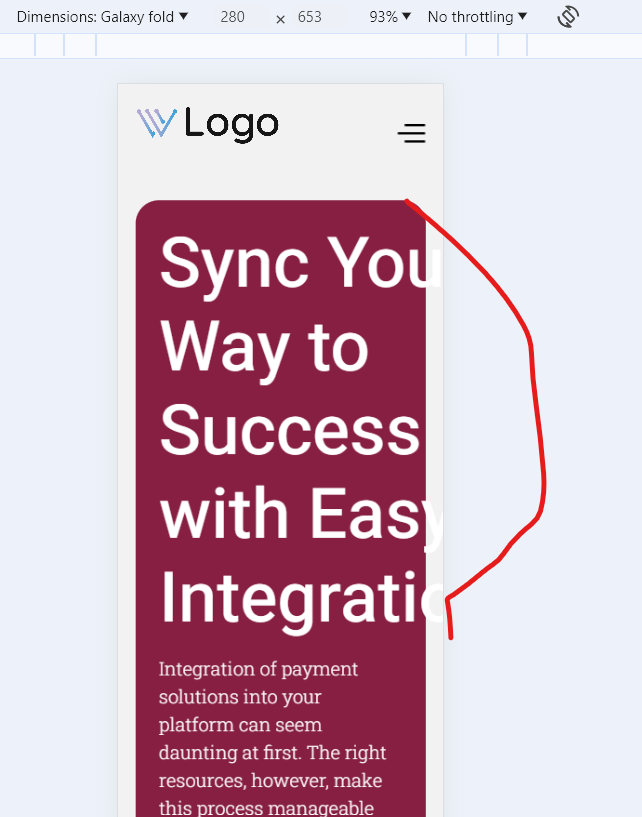 Dimensions: Galaxy fold ▼ 280 × 653 93% ▼ No throttling ▼
Logo
Sync You
Way to
Success
with Easy
Integratio
Integration of payment
solutions into your
platform can seem
daunting at first. The right
resources, however, make
this process manageable